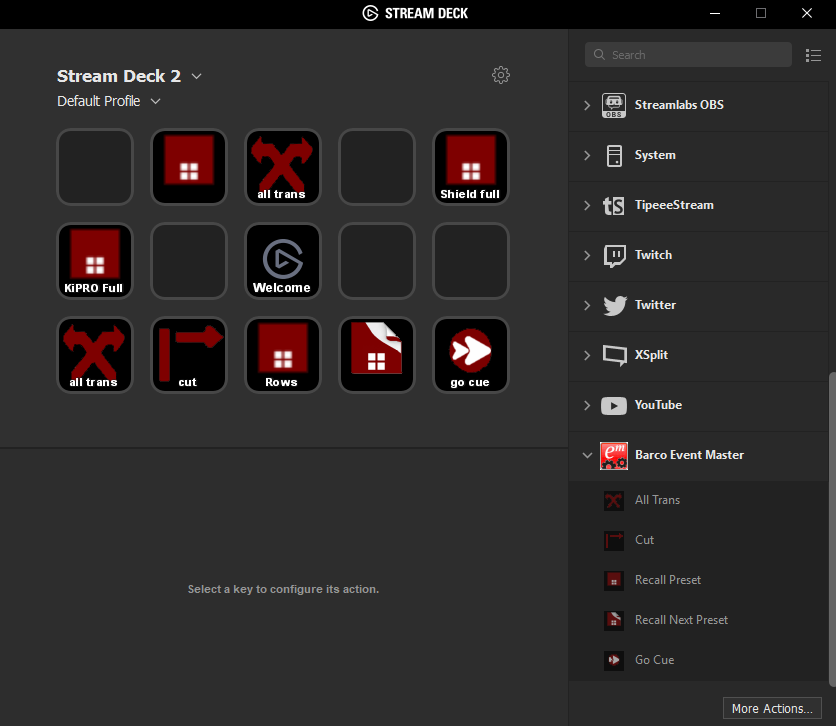 STREAM DECK
Stream Deck 2
Default Profile
all trans
Shield full
KiPRO Full
Welcome
all trans
cut
Rows
go cue
Select a key to configure its action.
Search
OBS
Streamlabs OBS
System
tS
TipeeeStream
Twitch
Twitter
XSplit
YouTube
em
Barco Event Master
All Trans
Cut
Recall Preset
Recall Next Preset
Go Cue
More Actions...